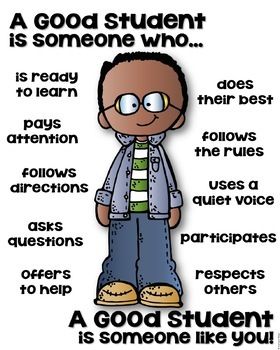 A Good Student
is someone who...
is ready
to learn
pays
attention
follows
directions
asks
questions
offers
to help
does
their best
follows
the rules
uses a
quiet voice
participates
respects
others
A Good Student
is someone like you!